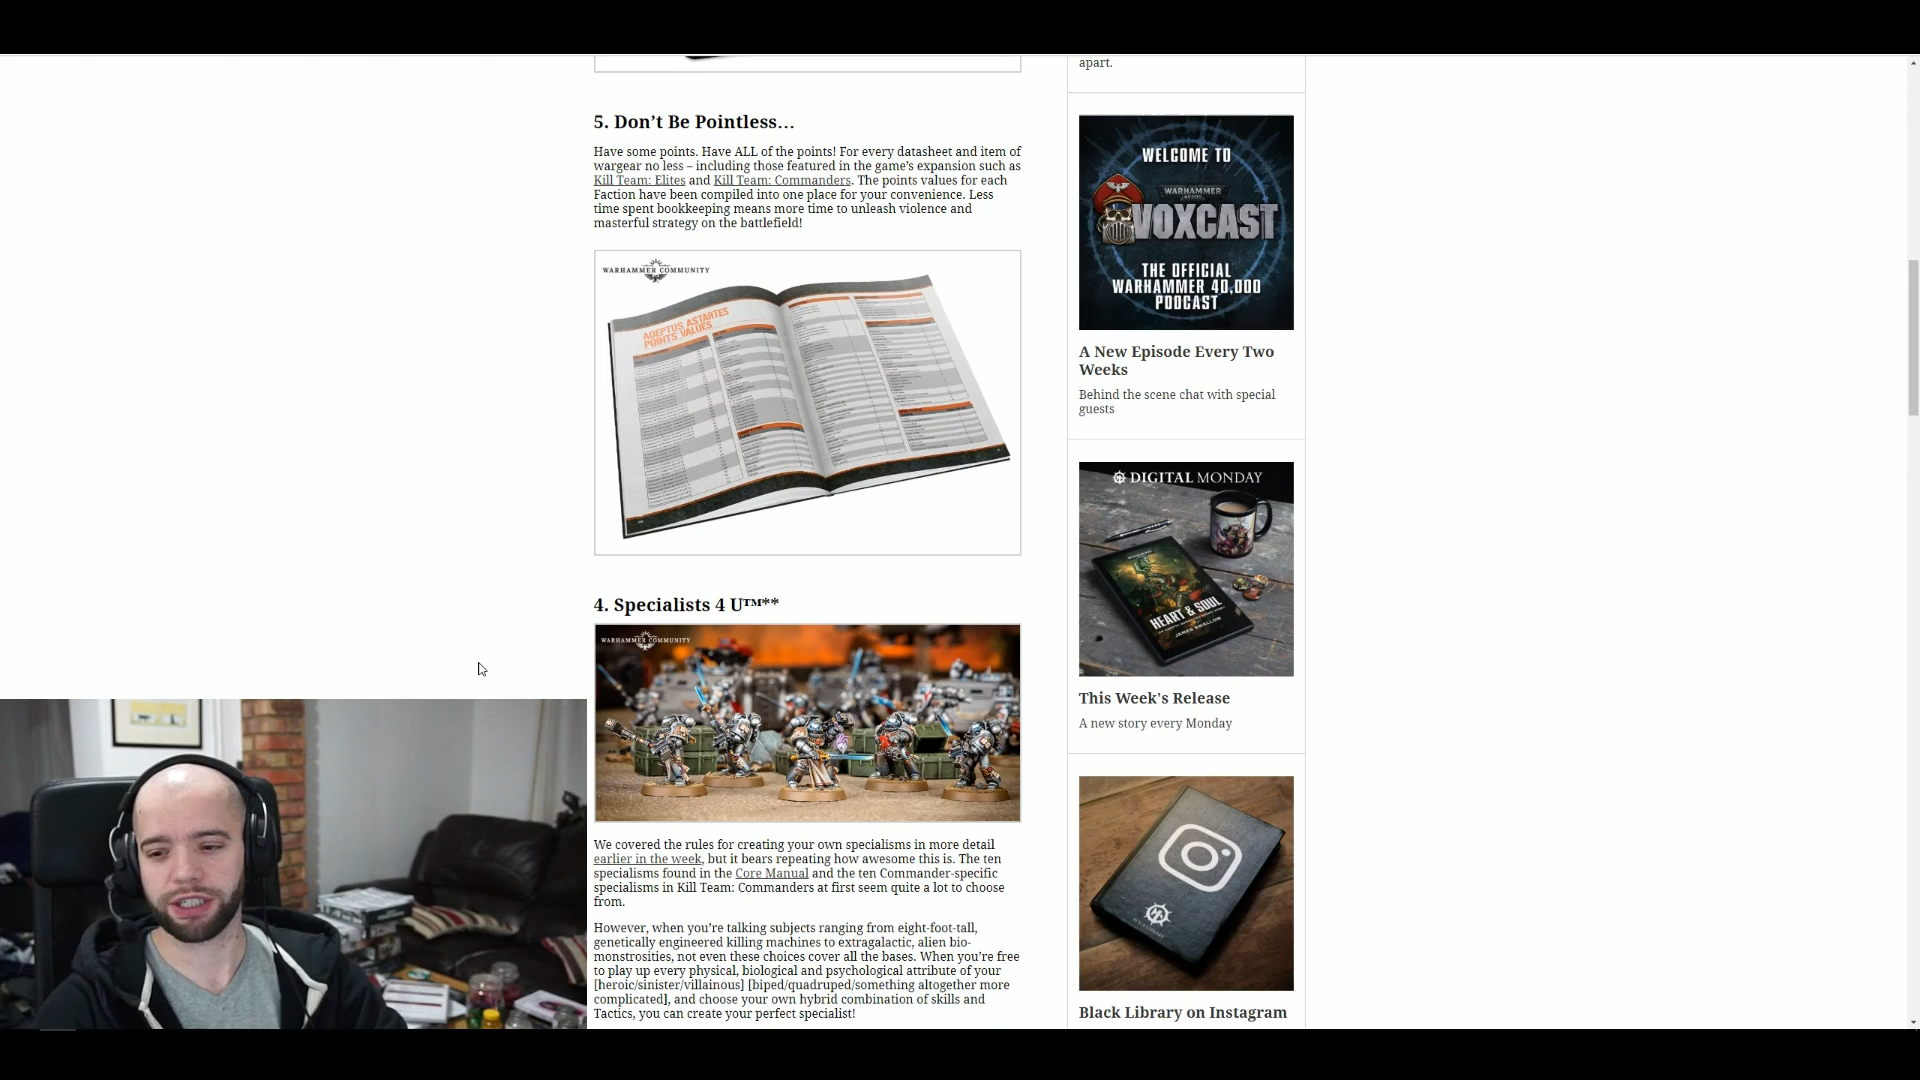 apart.
5. Don’t Be Pointless…
Have some points. Have ALL of the points! For every datasheet and item of
wargear no less – including those featured in the game’s expansion such as
Kill Team: Elites and Kill Team: Commanders. The points values for each
Faction have been compiled into one place for your convenience. Less
time spent bookkeeping means more time to unleash violence and
masterful strategy on the battlefield!
WARHAMMER COMMUNITY
ADEPTUS ASTARTES
POINTS VALUES
4. Specialists 4 U™**
WARHAMMER COMMUNITY
We covered the rules for creating your own specialisms in more detail
earlier in the week, but it bears repeating how awesome this is. The ten
specialisms found in the Core Manual and the ten Commander-specific
specialisms in Kill Team: Commanders at first seem quite a lot to choose
from.
However, when you’re talking subjects ranging from eight-foot-tall,
genetically engineered killing machines to extragalactic, alien bio-
monstrosities, not even these choices cover all the bases. When you’re free
to play up every physical, biological and psychological attribute of your
[heroic/sinister/villainous] [biped/quadruped/something altogether more
complicated], and choose your own hybrid combination of skills and
Tactics, you can create your perfect specialist!
WELCOME TO
WARHAMMER
40,000
VOXCAST
THE OFFICIAL
WARHAMMER 40,000
PODCAST
A New Episode Every Two
Weeks
Behind the scene chat with special
guests
DIGITAL MONDAY
HEART & SOUL
JAMES SWALLOW
This Week's Release
A new story every Monday
Black Library on Instagram